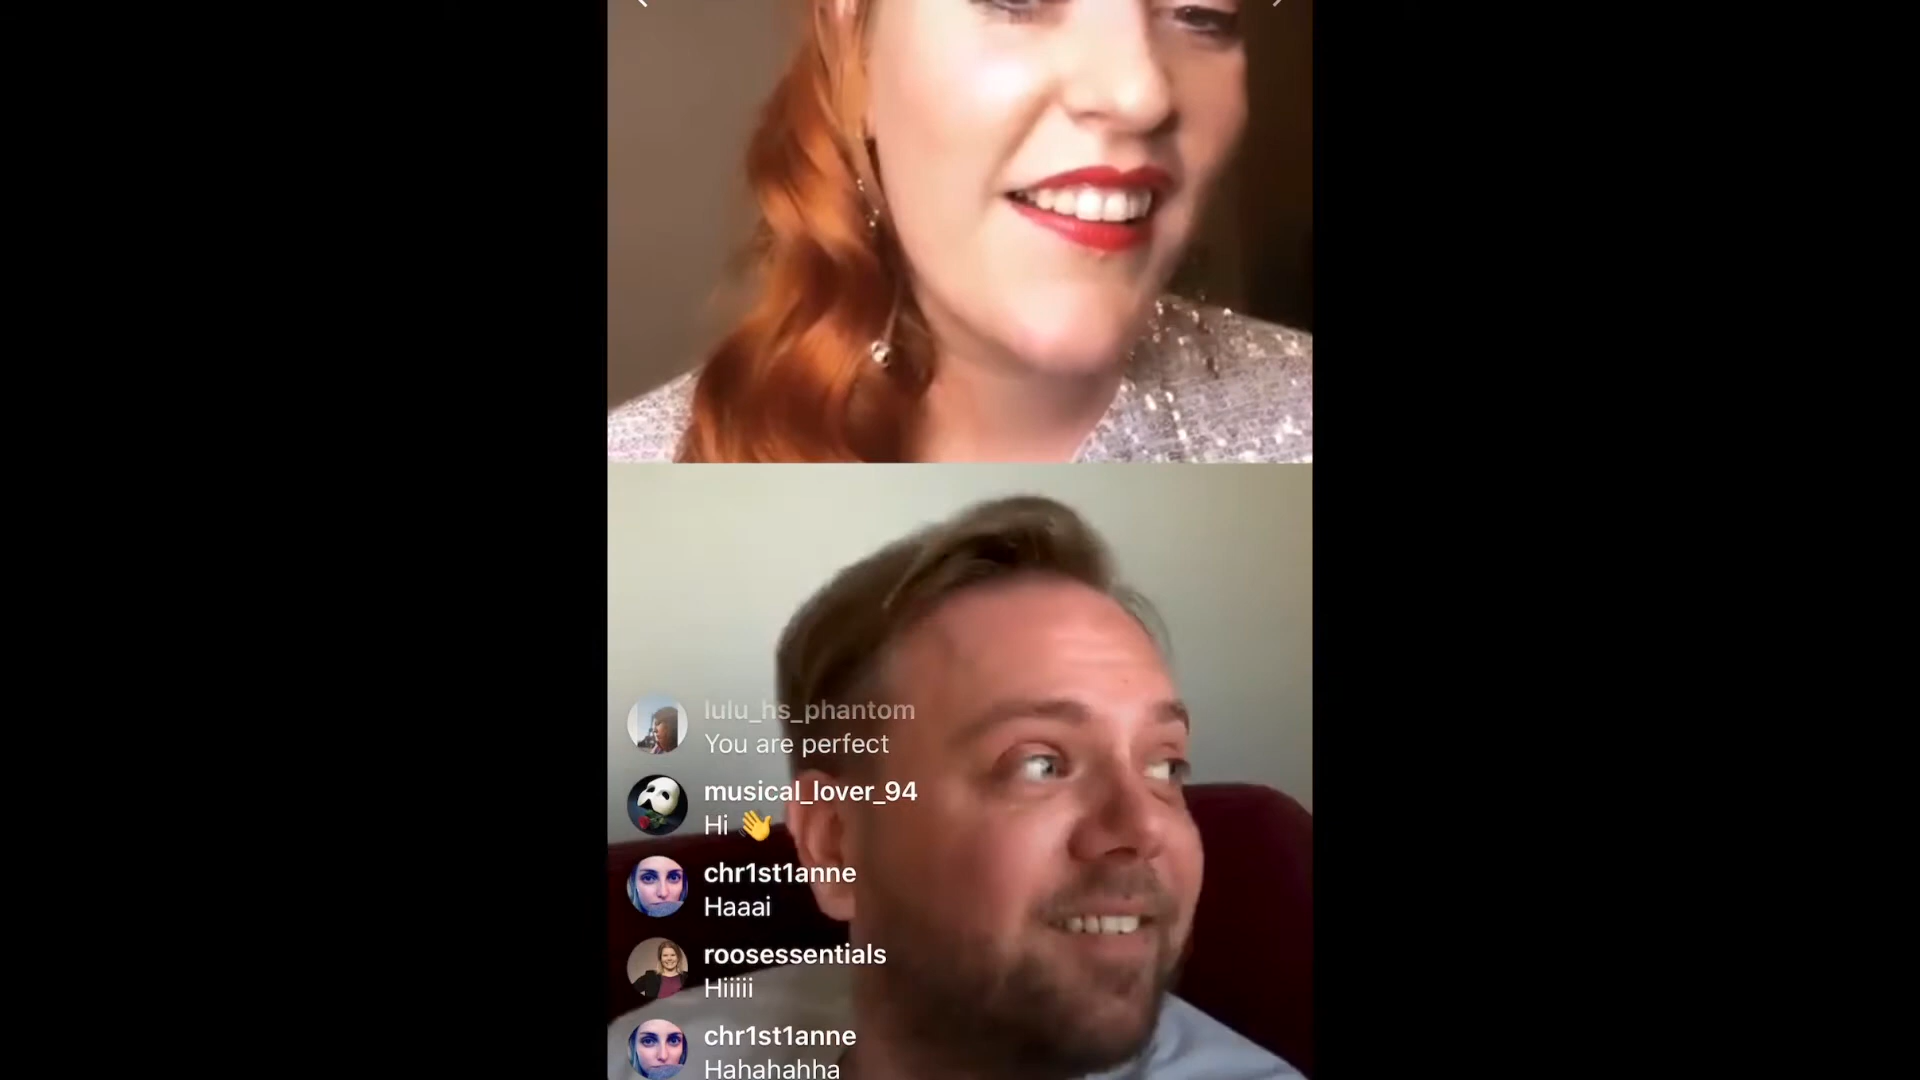 lulu_hs_phantom
You are perfect
musical_lover_94
Hi 👋
chr1st1anne
Haaai
roosessentials
Hiiiii
chr1st1anne
Hahahahha